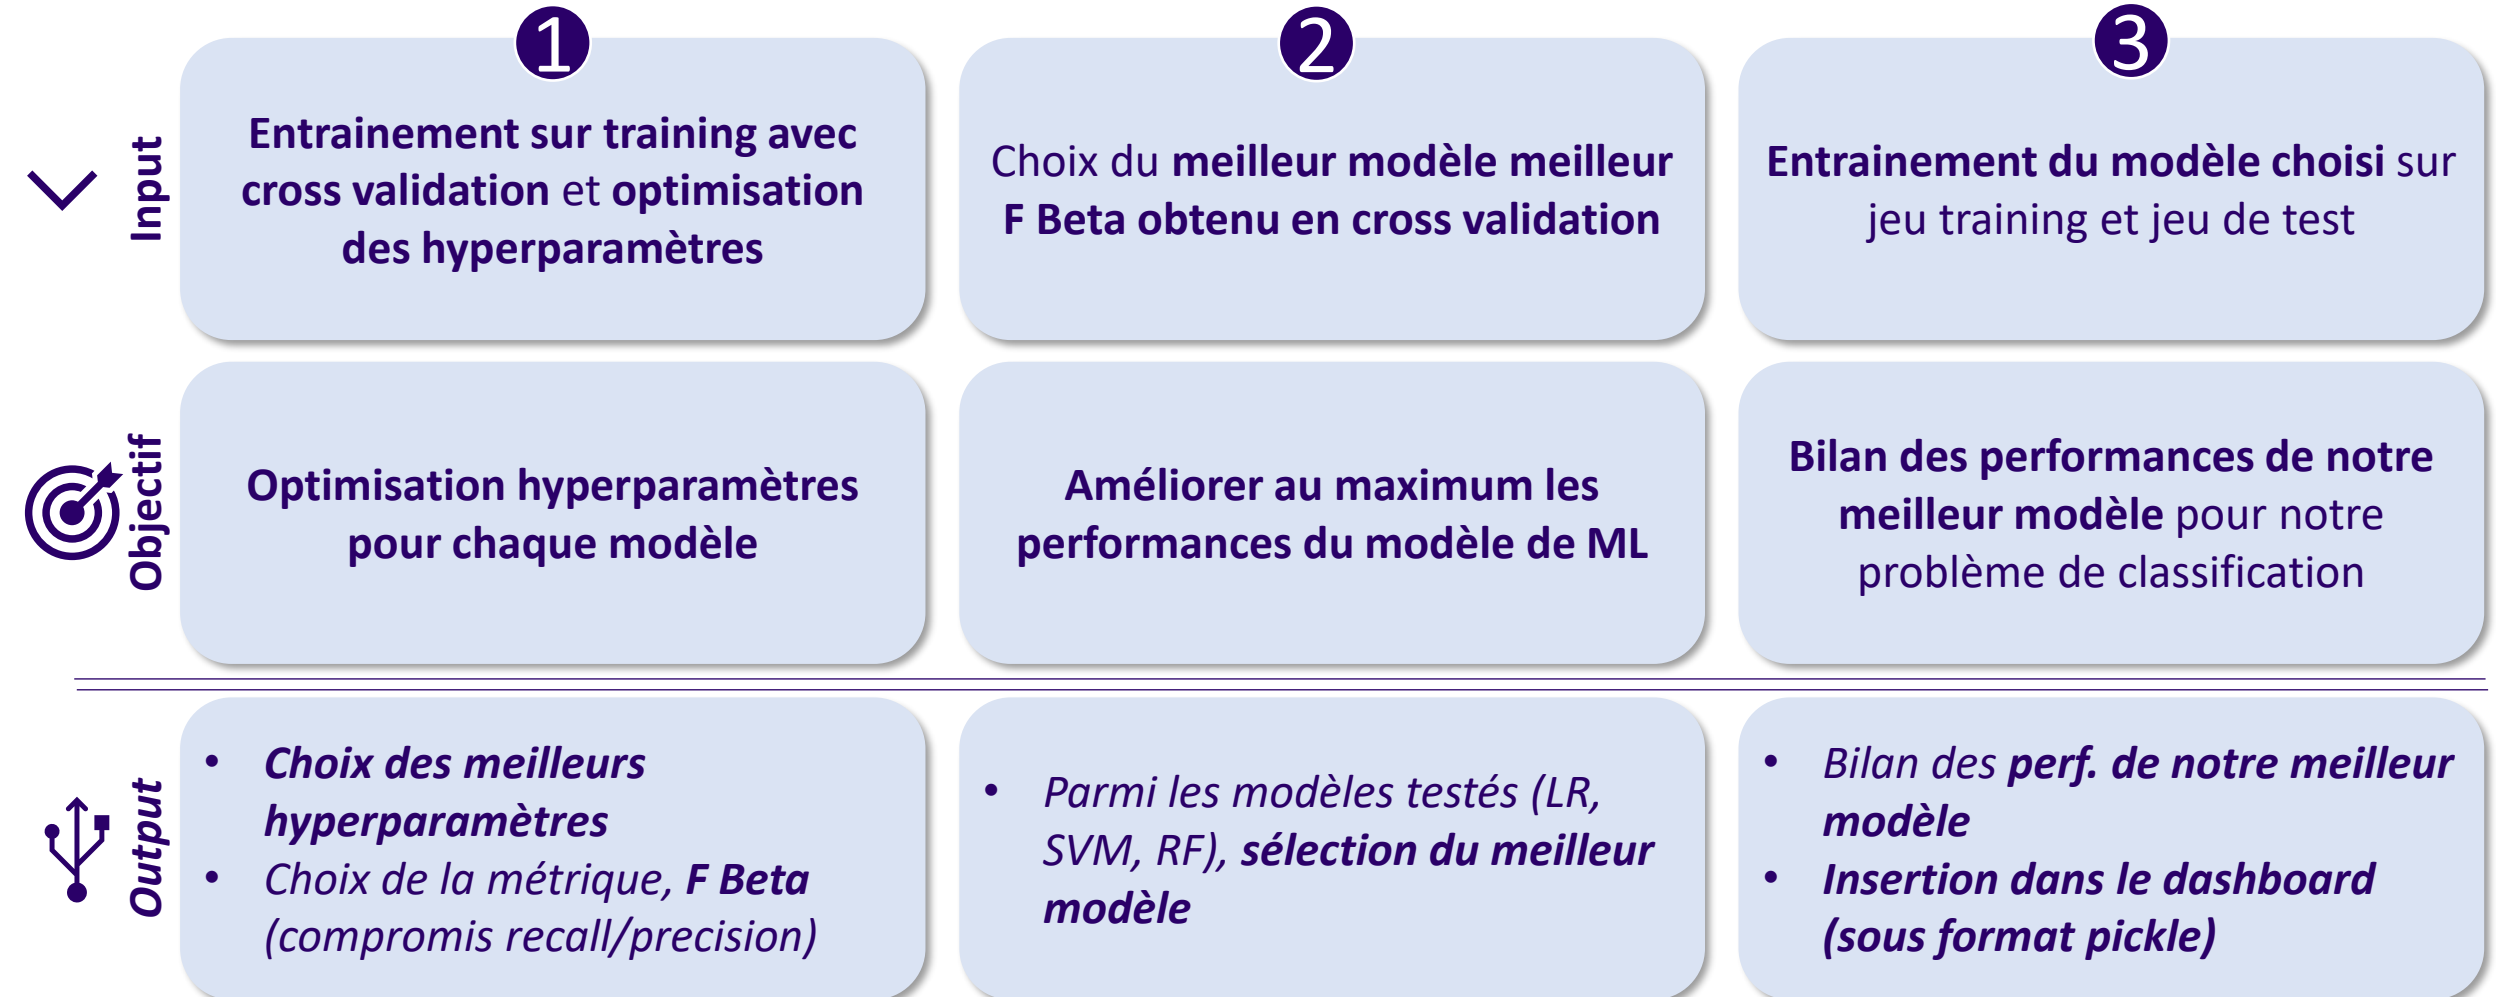 1
2
3
Input
Entrainement sur training avec
cross validation et optimisation
des hyperparamètres
Choix du meilleur modèle meilleur
F Beta obtenu en cross validation
Entrainement du modèle choisi sur
jeu training et jeu de test
Objectif
Optimisation hyperparamètres
pour chaque modèle
Améliorer au maximum les
performances du modèle de ML
Bilan des performances de notre
meilleur modèle pour notre
problème de classification
Output
• Choix des meilleurs
hyperparamètres
• Choix de la métrique, F Beta
(compromis recall/precision)
• Parmi les modèles testés (LR,
SVM, RF), sélection du meilleur
modèle
• Bilan des perf. de notre meilleur
modèle
• Insertion dans le dashboard
(sous format pickle)